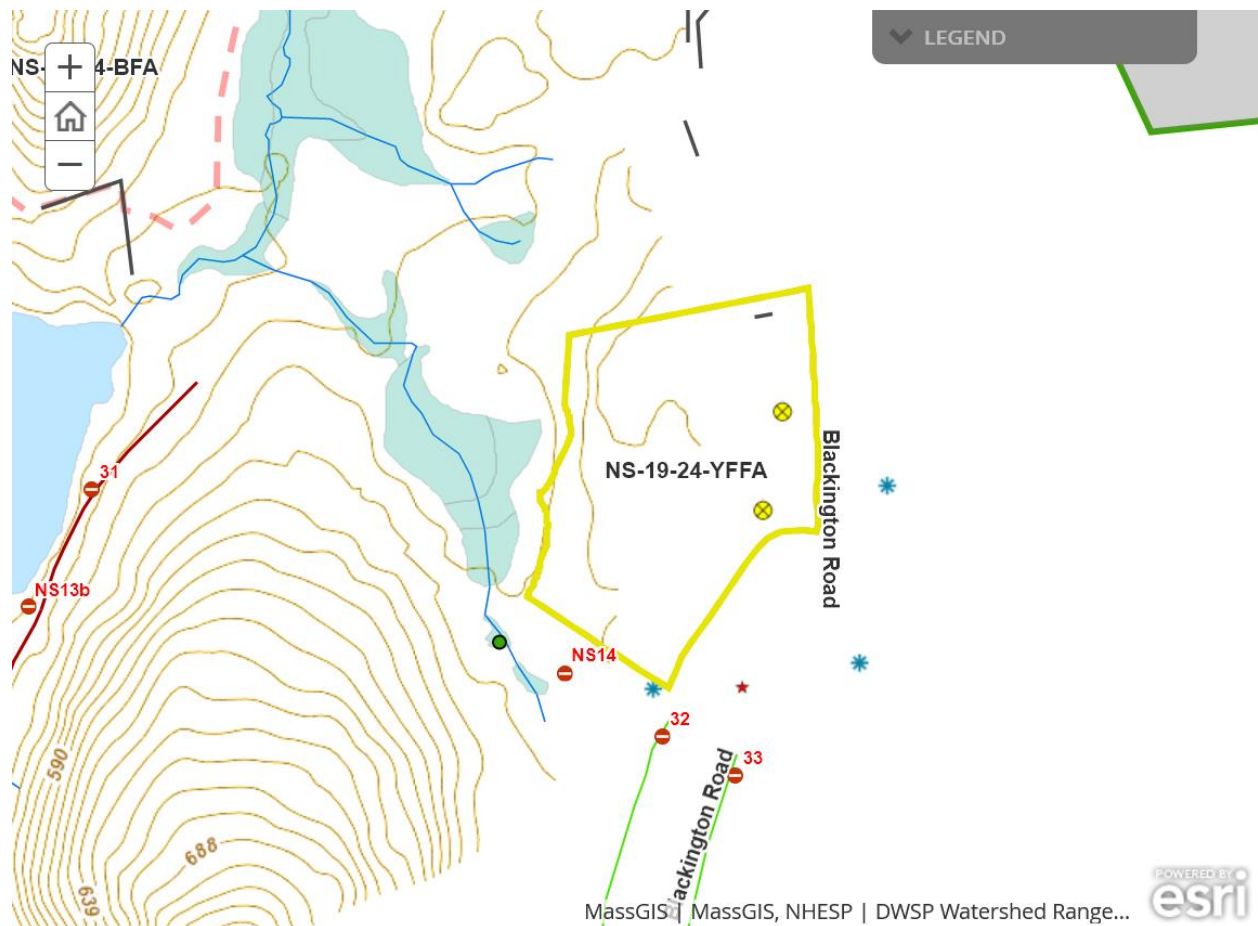 LEGEND
NS-
4-BFA
+
−
31
NS-19-24-YFFA
Blackington Road
NS13b
NS14
32
33
Blackington Road
590
688
639
POWERED BY
esri
MassGIS | MassGIS, NHESP | DWSP Watershed Range...